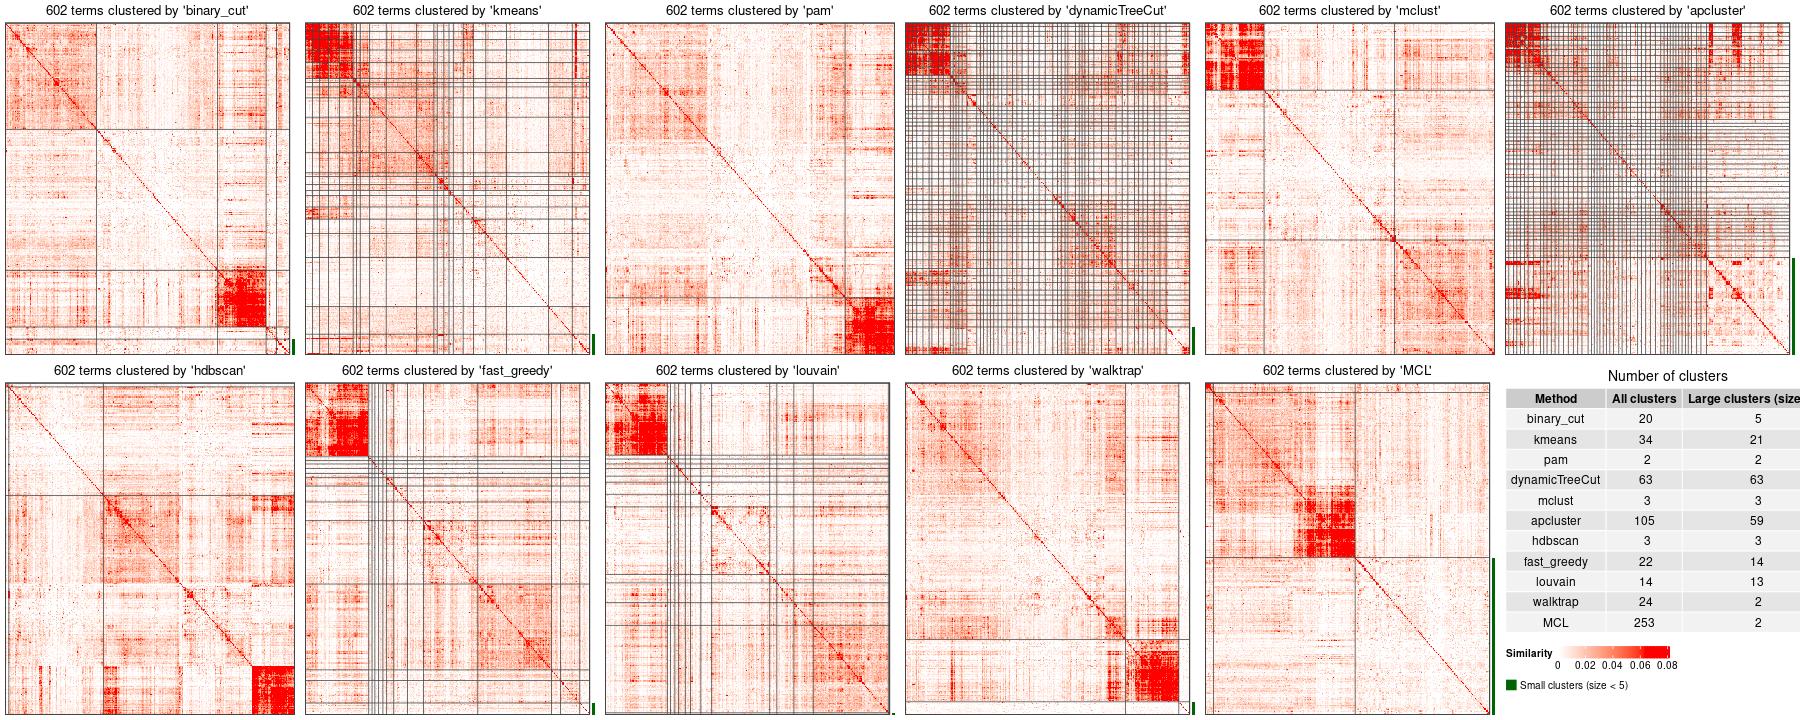 602 terms clustered by 'binary_cut'
602 terms clustered by 'kmeans'
602 terms clustered by 'pam'
602 terms clustered by 'dynamicTreeCut'
602 terms clustered by 'mclust'
602 terms clustered by 'apcluster'
602 terms clustered by 'hdbscan'
602 terms clustered by 'fast_greedy'
602 terms clustered by 'louvain'
602 terms clustered by 'walktrap'
602 terms clustered by 'MCL'
Number of clusters
Method All clusters Large clusters (size
binary_cut 20 5
kmeans 34 21
pam 2 2
dynamicTreeCut 63 63
mclust 3 3
apcluster 105 59
hdbscan 3 3
fast_greedy 22 14
louvain 14 13
walktrap 24 2
MCL 253 2
Similarity
0 0.02 0.04 0.06 0.08
Small clusters (size < 5)